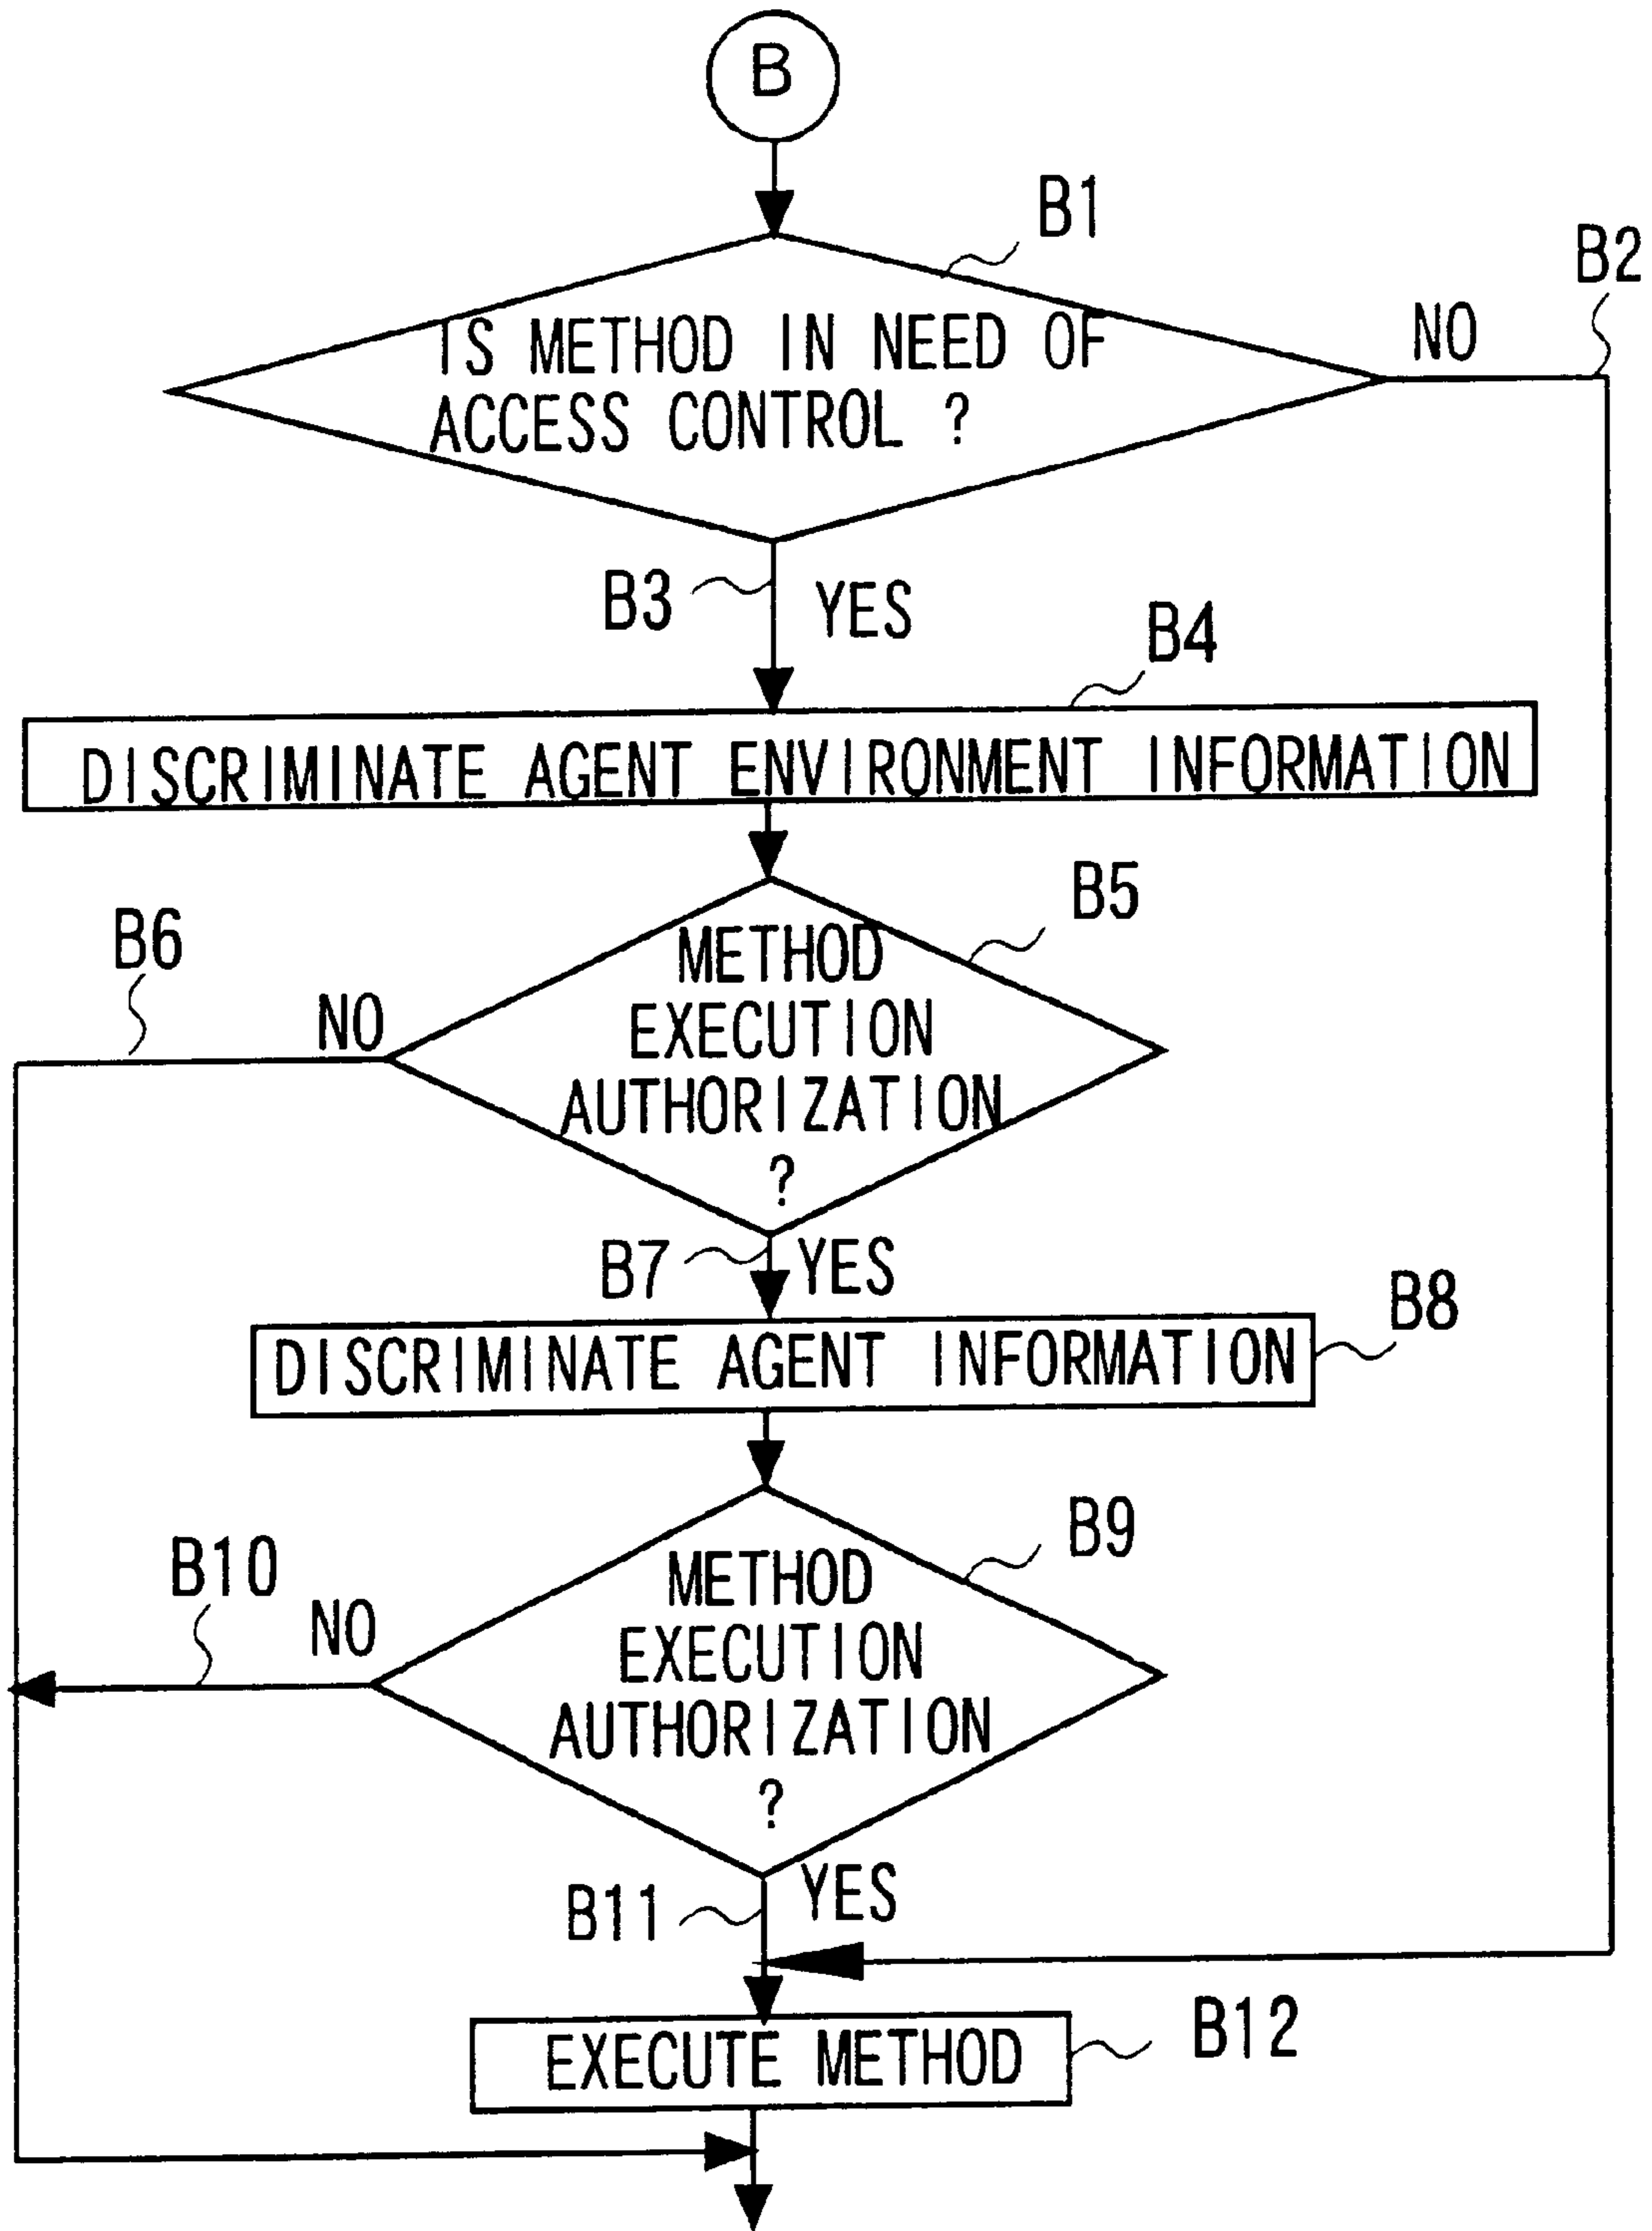 B
B1
B2
IS METHOD IN NEED OF
ACCESS CONTROL ?
NO
B3
YES
B4
DISCRIMINATE AGENT ENVIRONMENT INFORMATION
B5
B6
NO
METHOD
EXECUTION
AUTHORIZATION
?
B7
YES
B8
DISCRIMINATE AGENT INFORMATION
B9
B10
NO
METHOD
EXECUTION
AUTHORIZATION
?
B11
YES
B12
EXECUTE METHOD